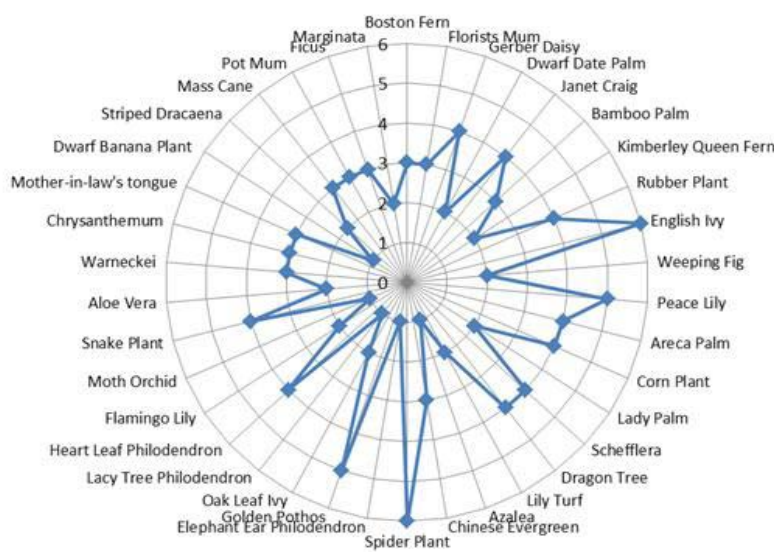 Boston Fern
Florists Mum
Gerber Daisy
Dwarf Date Palm
Janet Craig
Bamboo Palm
Kimberley Queen Fern
Rubber Plant
English Ivy
Weeping Fig
Peace Lily
Areca Palm
Corn Plant
Lady Palm
Schefflera
Dragon Tree
Lily Turf
Azalea
Chinese Evergreen
Spider Plant
Elephant Ear Philodendron
Golden Pothos
Oak Leaf Ivy
Lacy Tree Philodendron
Heart Leaf Philodendron
Flamingo Lily
Moth Orchid
Snake Plant
Aloe Vera
Warneckei
Chrysanthemum
Mother-in-law's tongue
Dwarf Banana Plant
Striped Dracaena
Mass Cane
Pot Mum
Ficus
Marginata
6
5
4
3
2
1
0